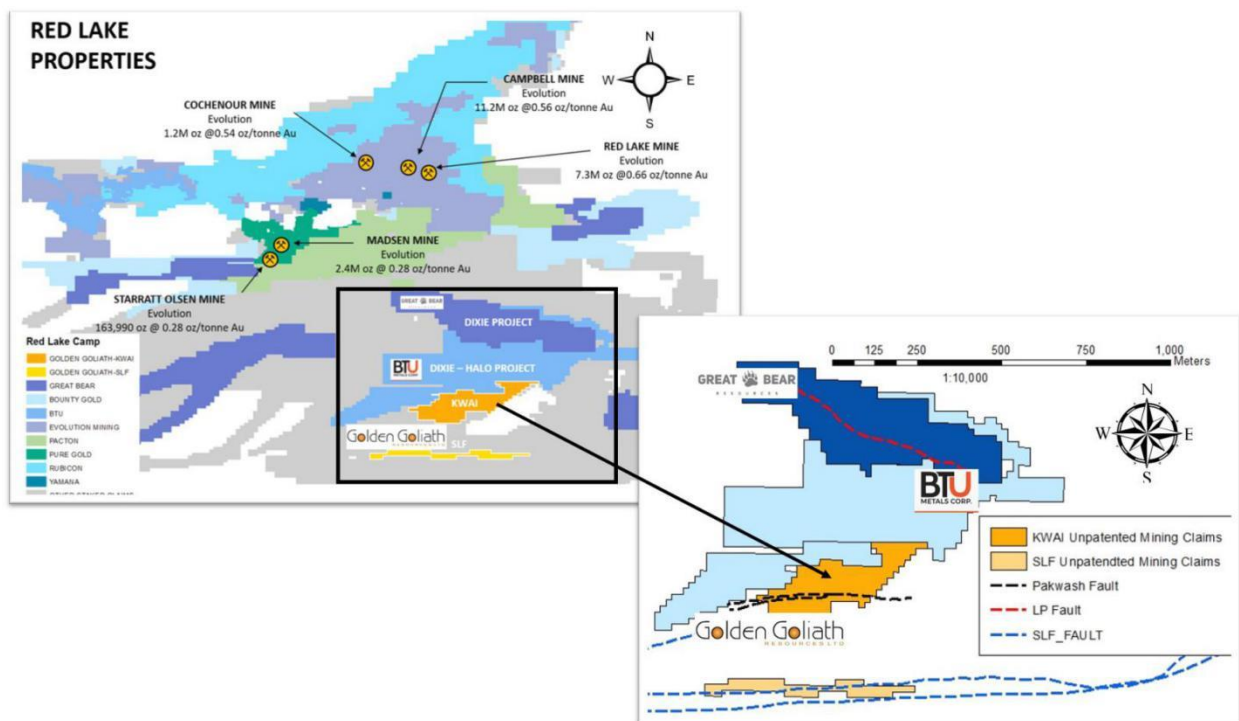 RED LAKE
PROPERTIES
N
W
E
S
CAMPBELL MINE
Evolution
11.2M oz @0.56 oz/tonne Au
COCHENOUR MINE
Evolution
1.2M oz @0.54 oz/tonne Au
RED LAKE MINE
Evolution
7.3M oz @0.66 oz/tonne Au
MADSEN MINE
Evolution
2.4M oz @ 0.28 oz/tonne Au
STARRATT OLSEN MINE
Evolution
163,990 oz @ 0.28 oz/tonne Au
GREAT BEAR
DIXIE PROJECT
BTU
METALS CORP.
DIXIE – HALO PROJECT
KWAI
Golden Goliath
SLF
Red Lake Camp
GOLDEN GOLIATH-KWAI
GOLDEN GOLIATH-SLF
GREAT BEAR
BOUNTY GOLD
BTU
EVOLUTION MINING
PACTON
PURE GOLD
RUBICON
YAMANA
0 125 250 500 750 1,000
Meters
1:10,000
GREAT BEAR
RESOURCES
N
W
E
S
BTU
METALS CORP.
KWAI Unpatented Mining Claims
SLF Unpatendted Mining Claims
Pakwash Fault
LP Fault
SLF_FAULT
Golden Goliath
RESOURCES LTD